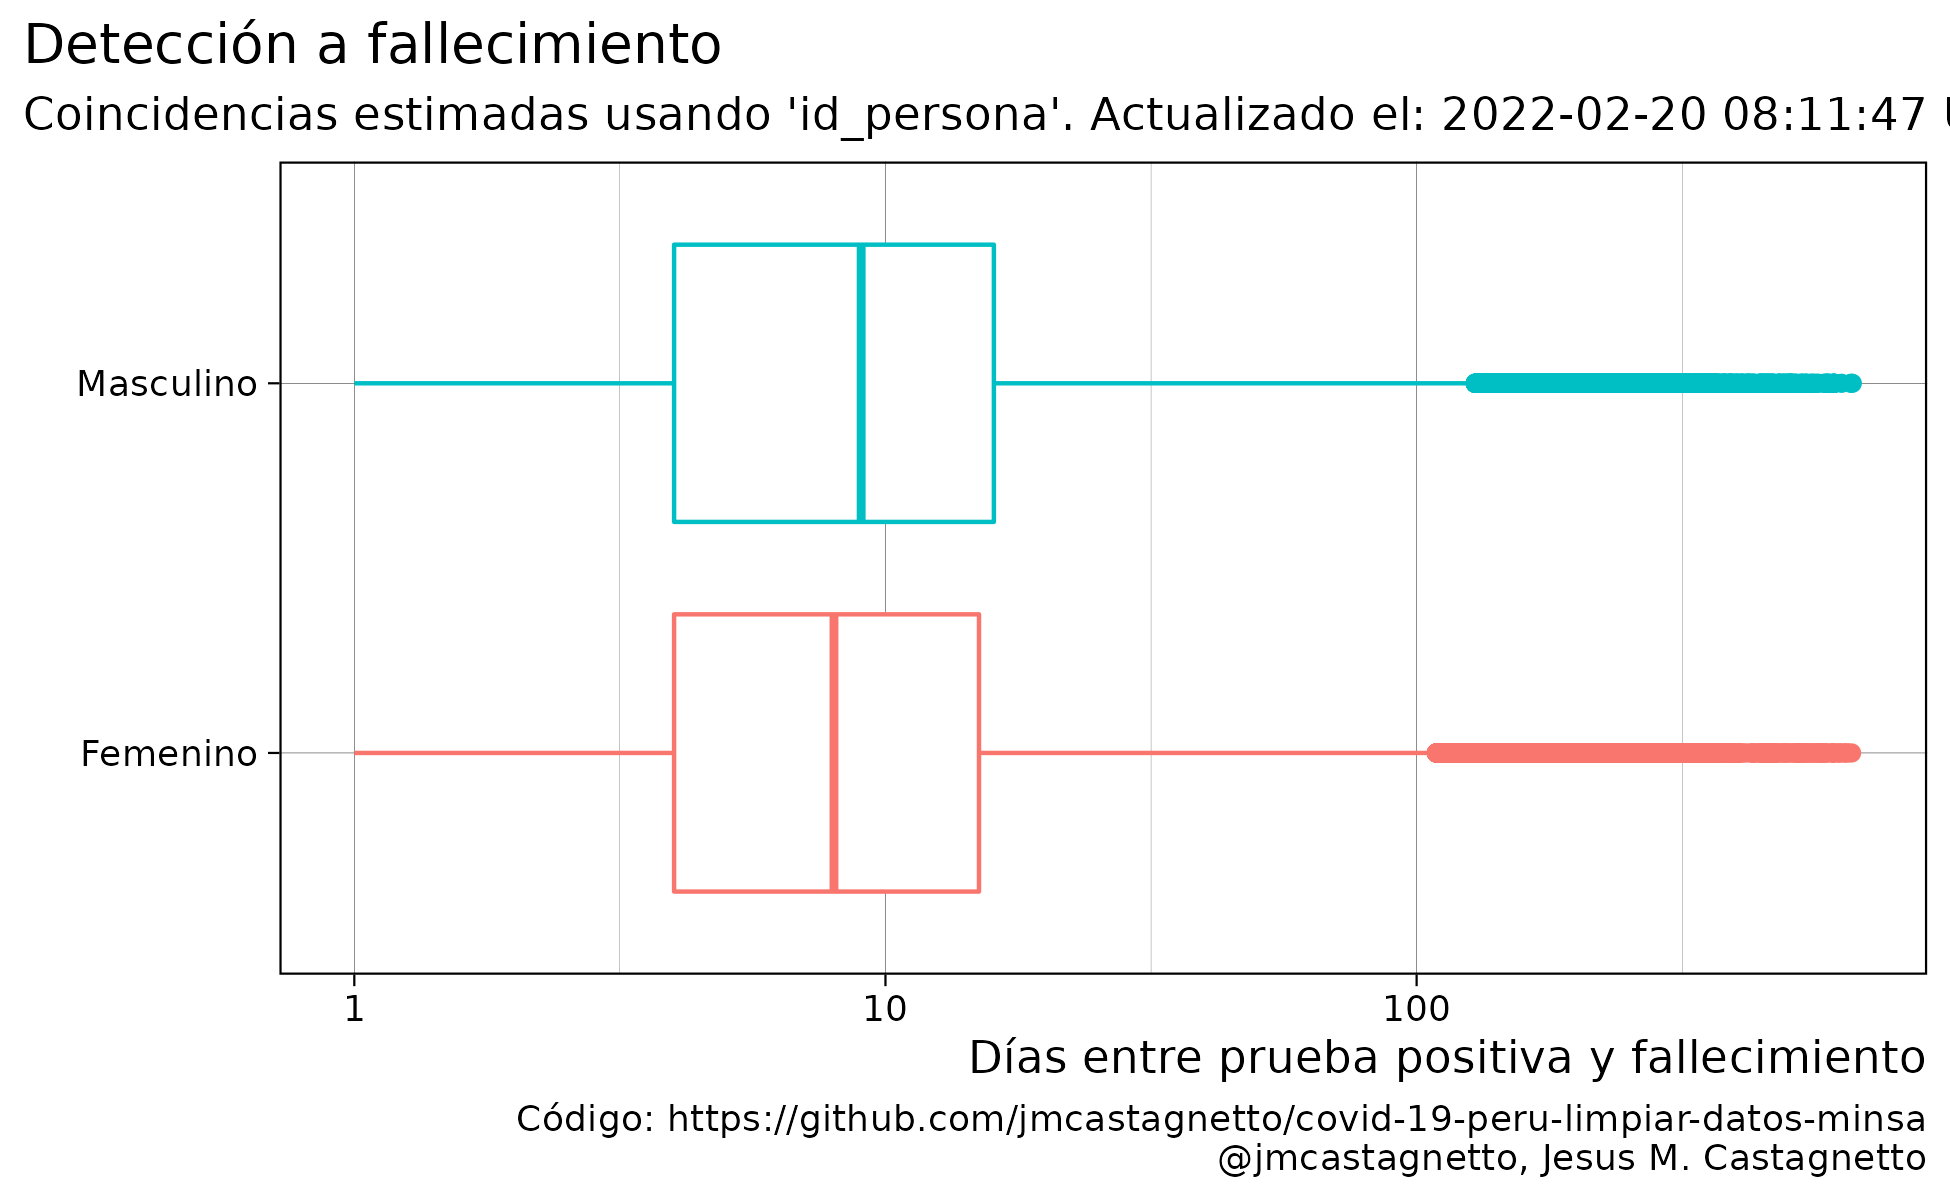 Detección a fallecimiento
Coincidencias estimadas usando 'id_persona'. Actualizado el: 2022-02-20 08:11:47
Masculino
Femenino
1 10 100
Días entre prueba positiva y fallecimiento
Código: https://github.com/jmcastagnetto/covid-19-peru-limpiar-datos-minsa
@jmcastagnetto, Jesus M. Castagnetto